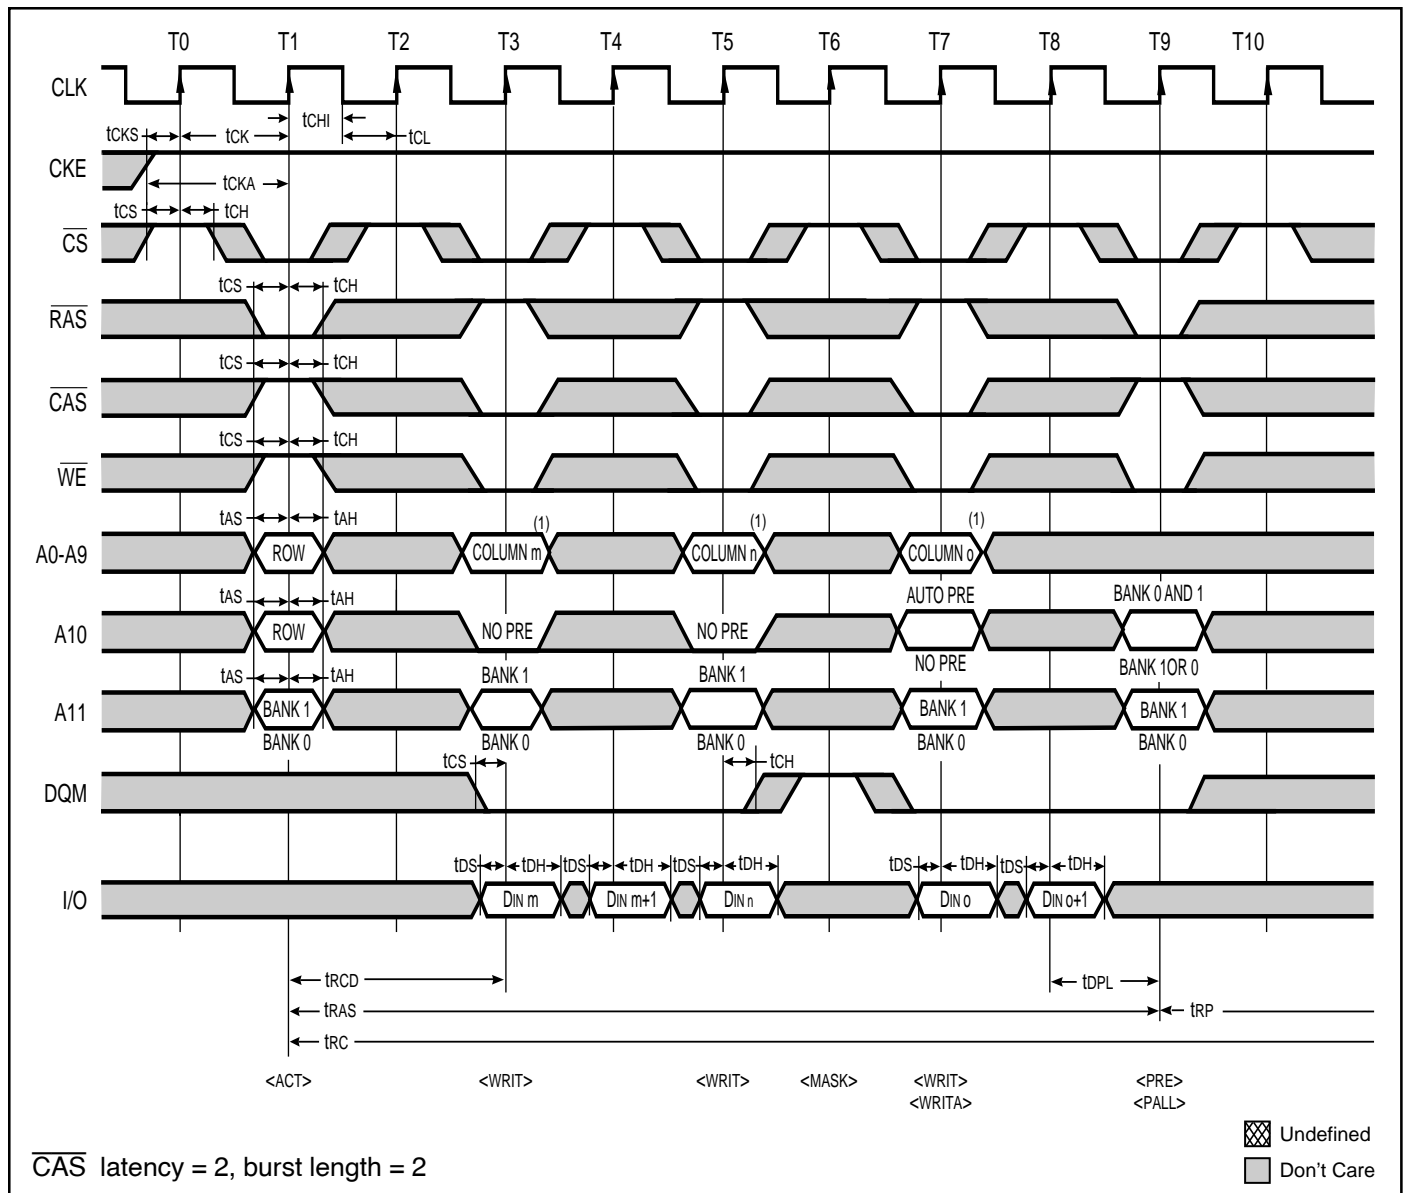 T0 T1 T2 T3 T4 T5 T6 T7 T8 T9 T10
CLK
tCHI
tCKS tCK tCL
CKE
tCKA
tCS tCH
CS
tCS tCH
RAS
tCS tCH
CAS
tCS tCH
WE
tAS tAH (1) (1) (1)
A0-A9 ROW COLUMN m COLUMN n COLUMN o
tAS tAH AUTO PRE BANK 0 AND 1
A10 ROW NO PRE NO PRE
NO PRE BANK 1OR 0
tAS tAH BANK 1 BANK 1
A11 BANK 1 BANK 1 BANK 1
BANK 0 BANK 0 BANK 0 BANK 0 BANK 0
tCS tCH
DQM
tDS tDH tDS tDH tDS tDH tDS tDH tDS tDH
I/O DIN m DIN m+1 DIN n DIN o DIN o+1
tRCD tDPL
tRAS tRP
tRC
<ACT> <WRIT> <WRIT> <MASK> <WRIT> <PRE>
<WRITA> <PALL>
Undefined
CAS latency = 2, burst length = 2
Don't Care